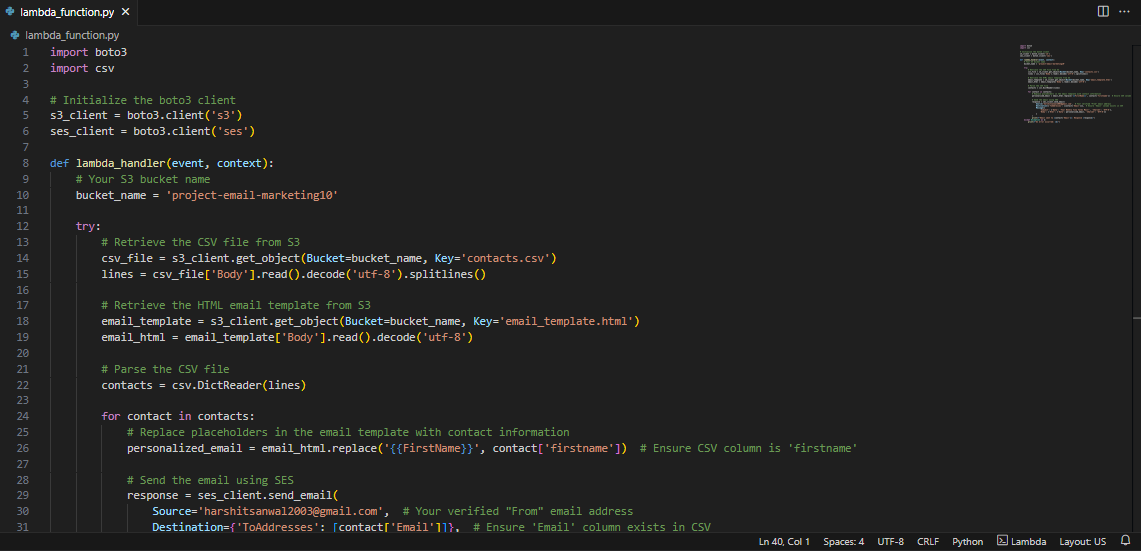 lambda_function.py
lambda_function.py
1 import boto3
2 import csv
3
4 # Initialize the boto3 client
5 s3_client = boto3.client('s3')
6 ses_client = boto3.client('ses')
7
8 def lambda_handler(event, context):
9     # Your S3 bucket name
10     bucket_name = 'project-email-marketing10'
11
12     try:
13         # Retrieve the CSV file from S3
14         csv_file = s3_client.get_object(Bucket=bucket_name, Key='contacts.csv')
15         lines = csv_file['Body'].read().decode('utf-8').splitlines()
16
17         # Retrieve the HTML email template from S3
18         email_template = s3_client.get_object(Bucket=bucket_name, Key='email_template.html')
19         email_html = email_template['Body'].read().decode('utf-8')
20
21         # Parse the CSV file
22         contacts = csv.DictReader(lines)
23
24         for contact in contacts:
25             # Replace placeholders in the email template with contact information
26             personalized_email = email_html.replace('{{FirstName}}', contact['firstname'])  # Ensure CSV column is 'firstname'
27
28             # Send the email using SES
29             response = ses_client.send_email(
30                 Source='harshitsanwal2003@gmail.com',  # Your verified "From" email address
31                 Destination={'ToAddresses': [contact['Email']]},  # Ensure 'Email' column exists in CSV
Ln 40, Col 1 Spaces: 4 UTF-8 CRLF Python Lambda Layout: US